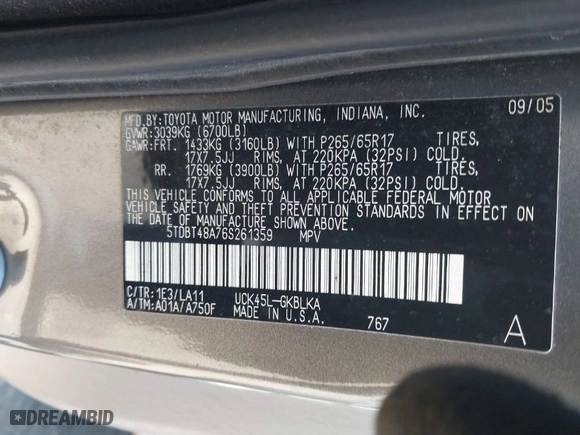 MFD.BY:TOYOTA MOTOR MANUFACTURING, INDIANA, INC. 09/05
GVWR:3039KG (6700LB)
GAWR:FRT. 1433KG (3160LB) WITH P265/65R17 TIRES,
17X7.5JJ RIMS, AT 220KPA (32PSI) COLD,
RR. 1769KG (3900LB) WITH P265/65R17 TIRES,
17X7.5JJ RIMS, AT 220KPA (32PSI) COLD.
THIS VEHICLE CONFORMS TO ALL APPLICABLE FEDERAL MOTOR
VEHICLE SAFETY AND THEFT PREVENTION STANDARDS IN EFFECT ON
THE DATE OF MANUFACTURE SHOWN ABOVE.
5TDBT48A76S261359 MPV
C/TR:1E3/LA11 UCK45L-GKBLKA
A/TM:A01A/A750F MADE IN U.S.A. 767 A
DREAMBID